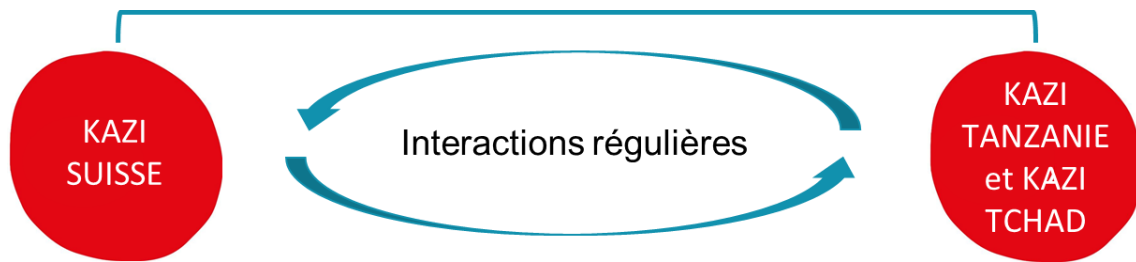 KAZI
SUISSE
Interactions régulières
KAZI
TANZANIE
et KAZI
TCHAD